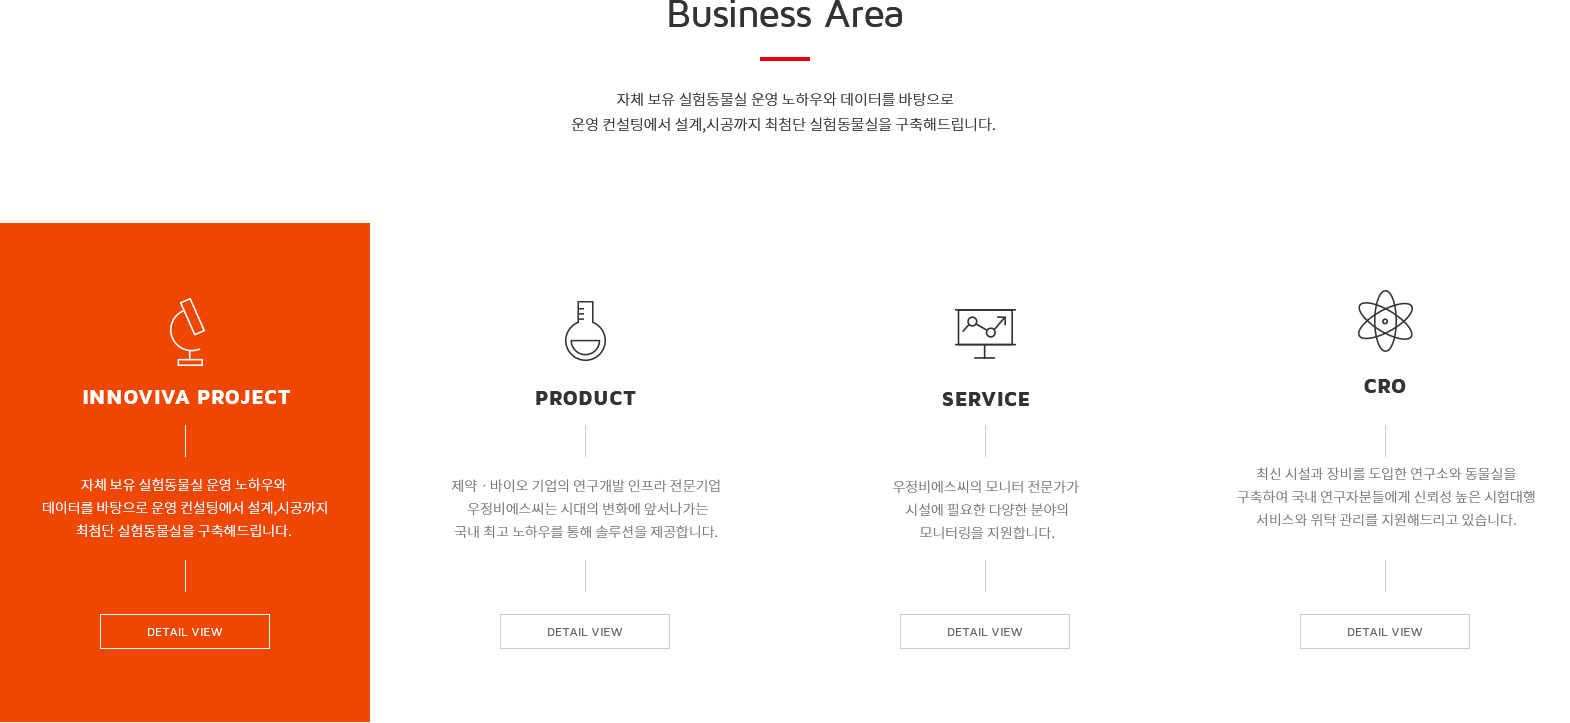 Business Area
자체 보유 실험동물실 운영 노하우와 데이터를 바탕으로
운영 컨설팅에서 설계,시공까지 최첨단 실험동물실을 구축해드립니다.
INNOVIVA PROJECT
자체 보유 실험동물실 운영 노하우와
데이터를 바탕으로 운영 컨설팅에서 설계,시공까지
최첨단 실험동물실을 구축해드립니다.
DETAIL VIEW
PRODUCT
제약 · 바이오 기업의 연구개발 인프라 전문기업
우정비에스씨는 시대의 변화에 앞서나가는
국내 최고 노하우를 통해 솔루션을 제공합니다.
DETAIL VIEW
SERVICE
우정비에스씨의 모니터 전문가가
시설에 필요한 다양한 분야의
모니터링을 지원합니다.
DETAIL VIEW
CRO
최신 시설과 장비를 도입한 연구소와 동물실을
구축하여 국내 연구자분들에게 신뢰성 높은 시험대행
서비스와 위탁 관리를 지원해드리고 있습니다.
DETAIL VIEW